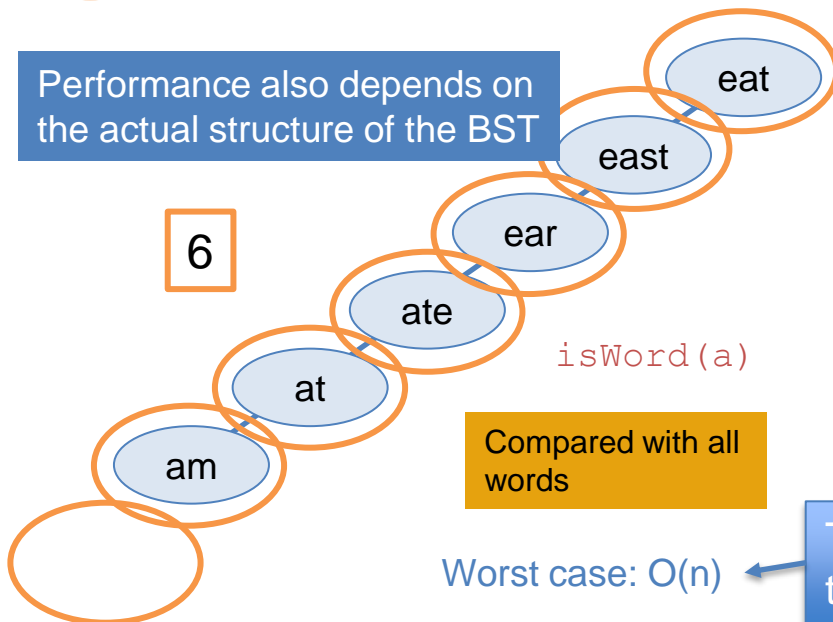 eat
Performance also depends on
the actual structure of the BST
east
ear
6
ate
isWord(a)
at
Compared with all
words
am
Worst case: O(n)